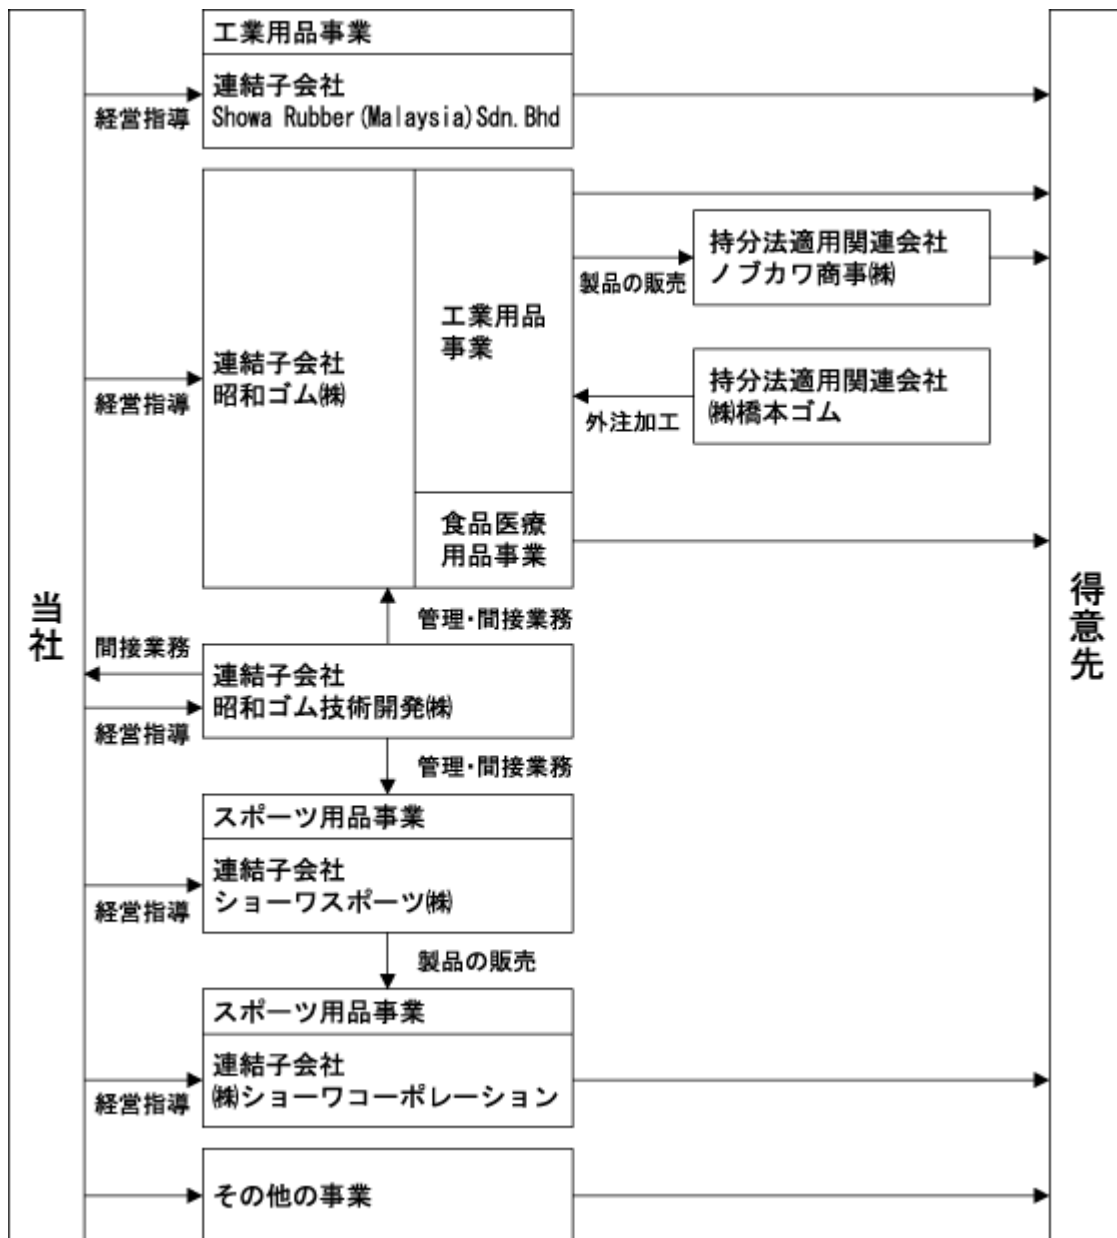 当社
工業用品事業
連結子会社
Showa Rubber(Malaysia)Sdn.Bhd
経営指導
連結子会社
昭和ゴム㈱
工業用品
事業
経営指導
製品の販売
持分法適用関連会社
ノブカワ商事㈱
外注加工
持分法適用関連会社
㈱橋本ゴム
食品医療
用品事業
管理・間接業務
間接業務
連結子会社
昭和ゴム技術開発㈱
経営指導
管理・間接業務
スポーツ用品事業
連結子会社
ショーワスポーツ㈱
経営指導
製品の販売
スポーツ用品事業
連結子会社
㈱ショーワコーポレーション
経営指導
その他の事業
得意先